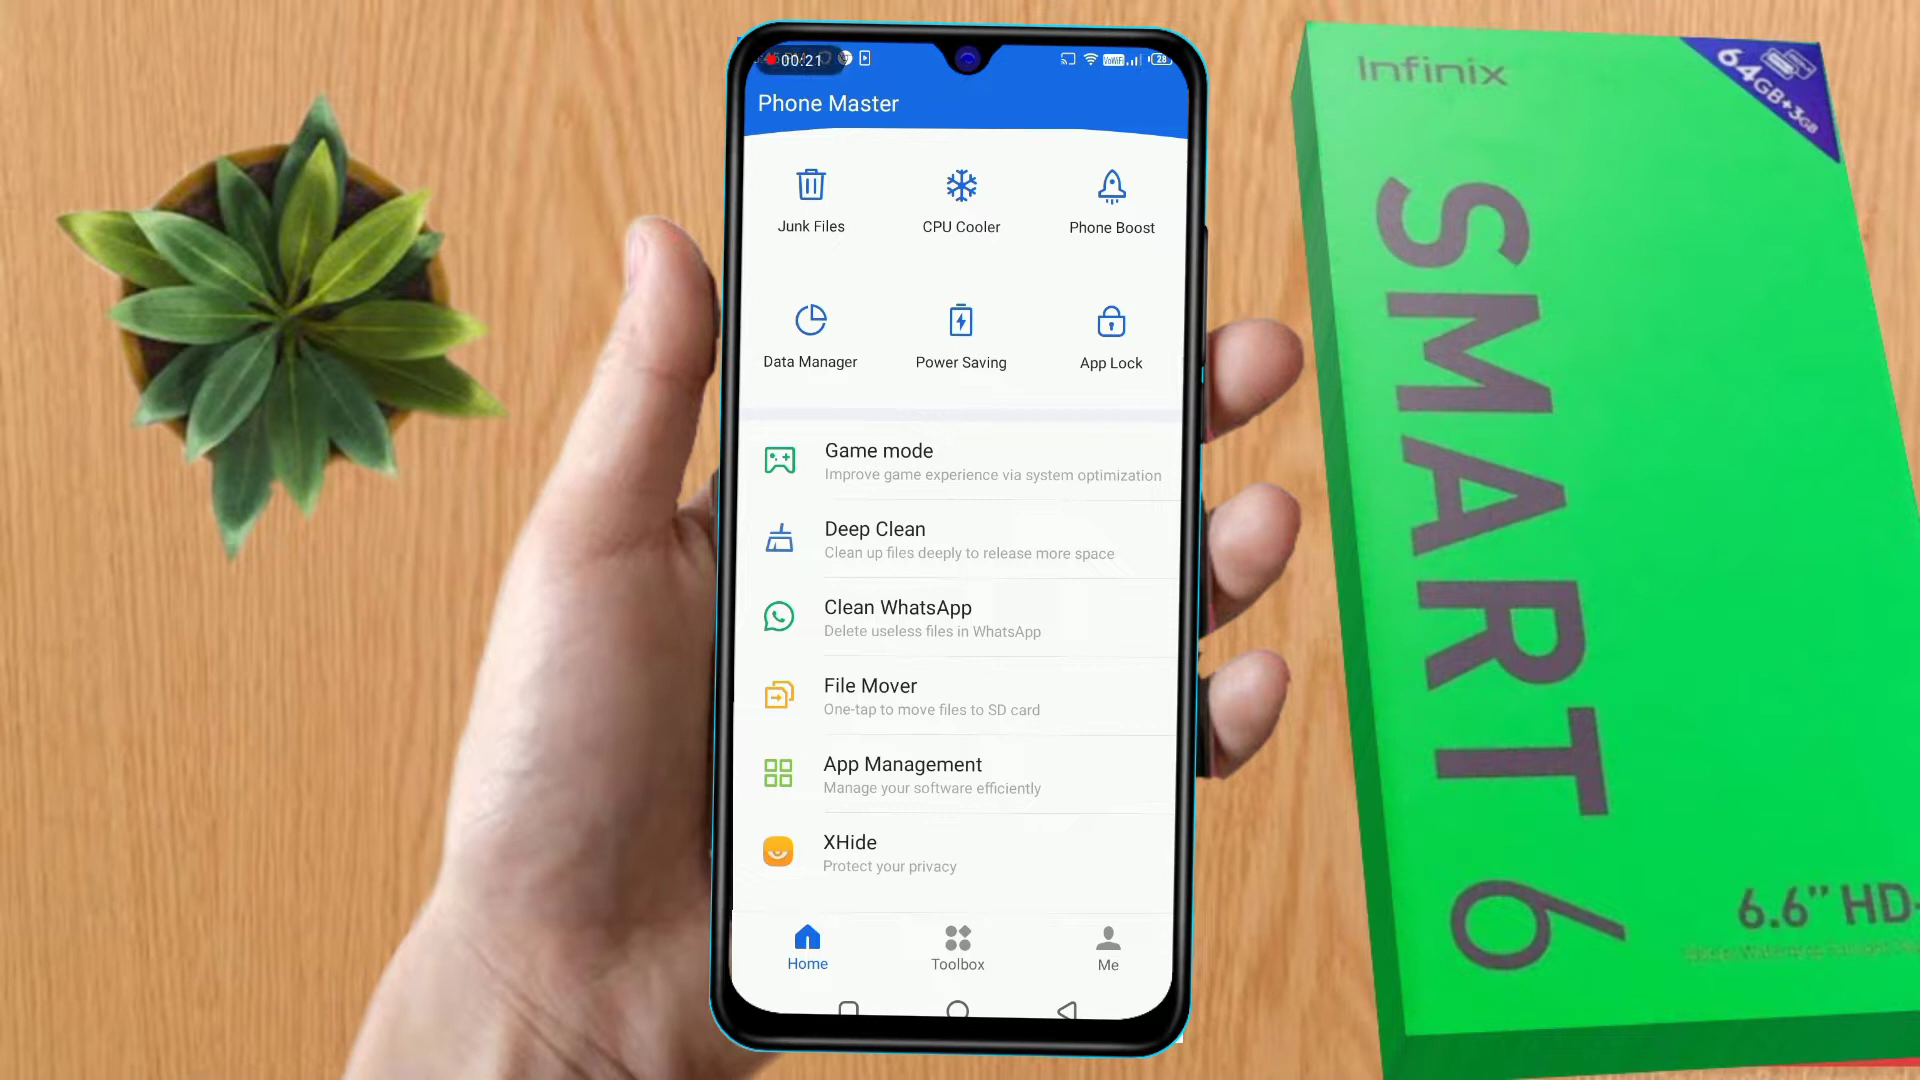 00:21
VoWiFi
28
Phone Master
Junk Files
CPU Cooler
Phone Boost
Data Manager
Power Saving
App Lock
Game mode
Improve game experience via system optimization
Deep Clean
Clean up files deeply to release more space
Clean WhatsApp
Delete useless files in WhatsApp
File Mover
One-tap to move files to SD card
App Management
Manage your software efficiently
XHide
Protect your privacy
Home
Toolbox
Me
Infinix
64GB+3GB
SMART 6
6.6" HD+